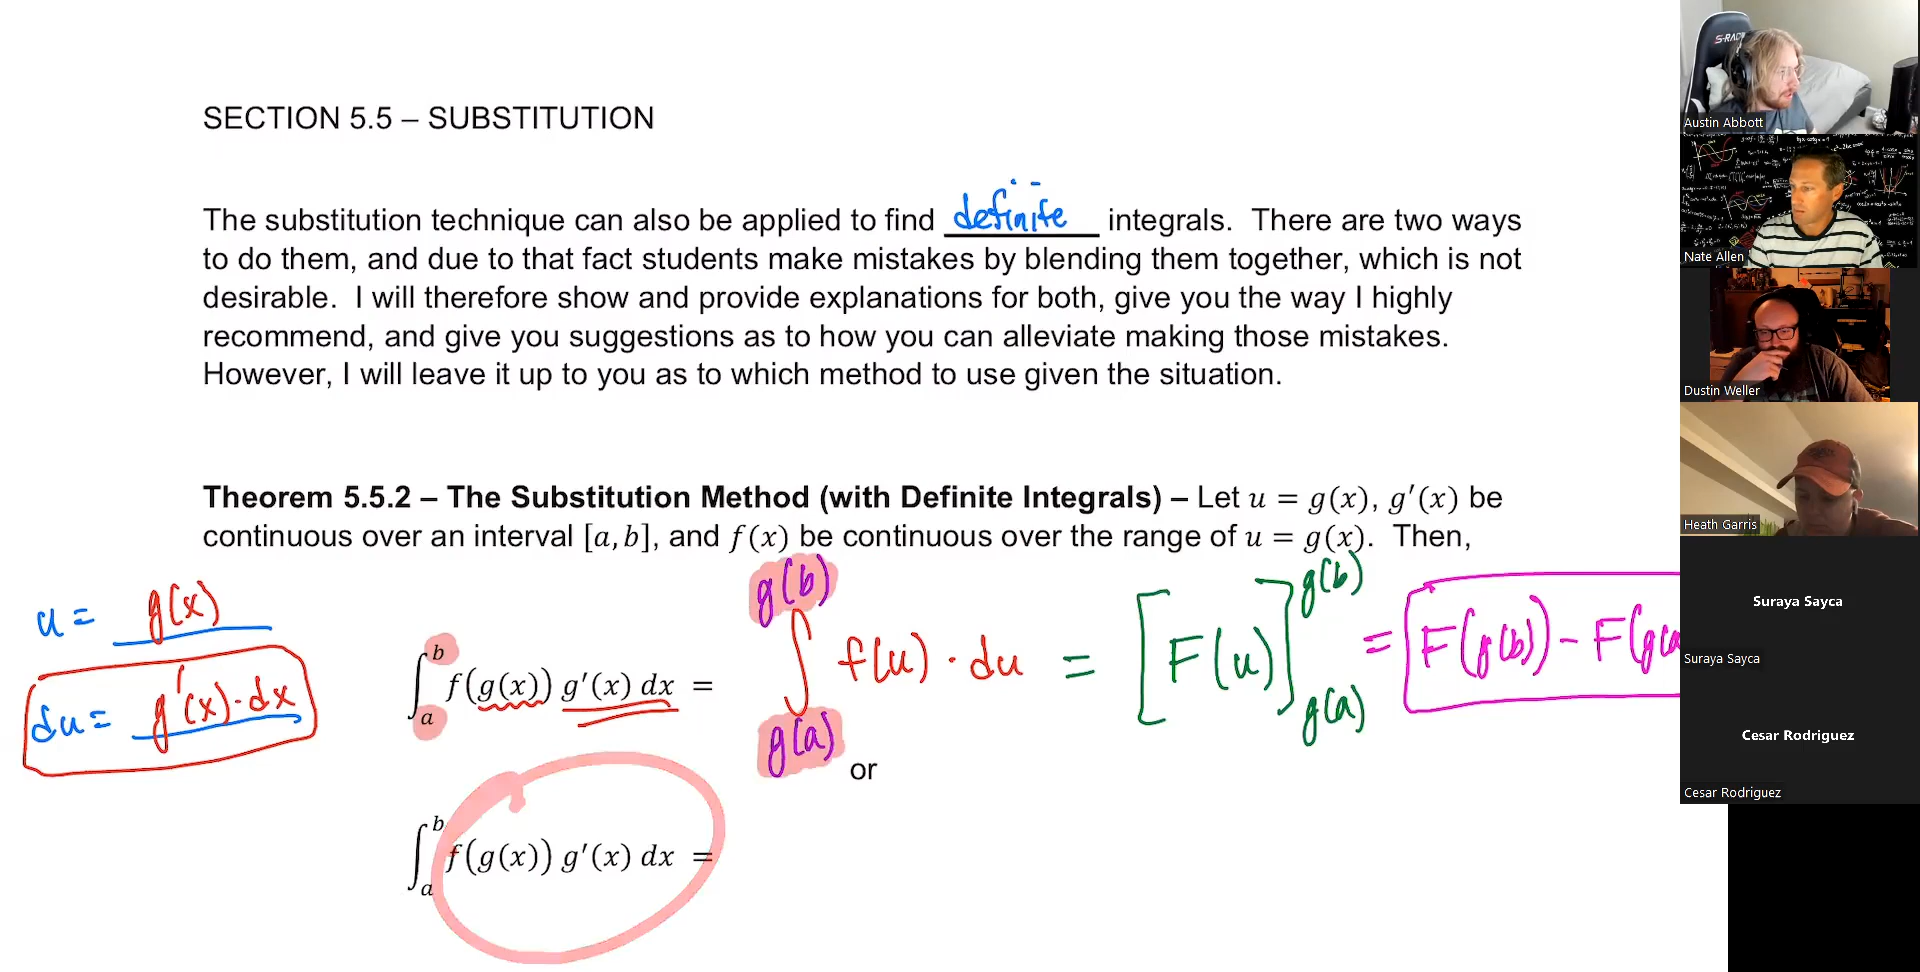 SECTION 5.5 – SUBSTITUTION
The substitution technique can also be applied to find definite integrals. There are two ways
to do them, and due to that fact students make mistakes by blending them together, which is not
desirable. I will therefore show and provide explanations for both, give you the way I highly
recommend, and give you suggestions as to how you can alleviate making those mistakes.
However, I will leave it up to you as to which method to use given the situation.
Theorem 5.5.2 – The Substitution Method (with Definite Integrals) – Let u = g(x), g′(x) be
continuous over an interval [a, b], and f(x) be continuous over the range of u = g(x). Then,
u = g(x)
du = g'(x)·dx
∫_a^b f(g(x)) g′(x) dx = ∫_{g(a)}^{g(b)} f(u)·du = [F(u)]_{g(a)}^{g(b)} = F(g(b)) − F(g(a
or
∫_a^b f(g(x)) g′(x) dx =
S-RAC
Austin Abbott
Nate Allen
Dustin Weller
Heath Garris
Suraya Sayca
Suraya Sayca
Cesar Rodriguez
Cesar Rodriguez